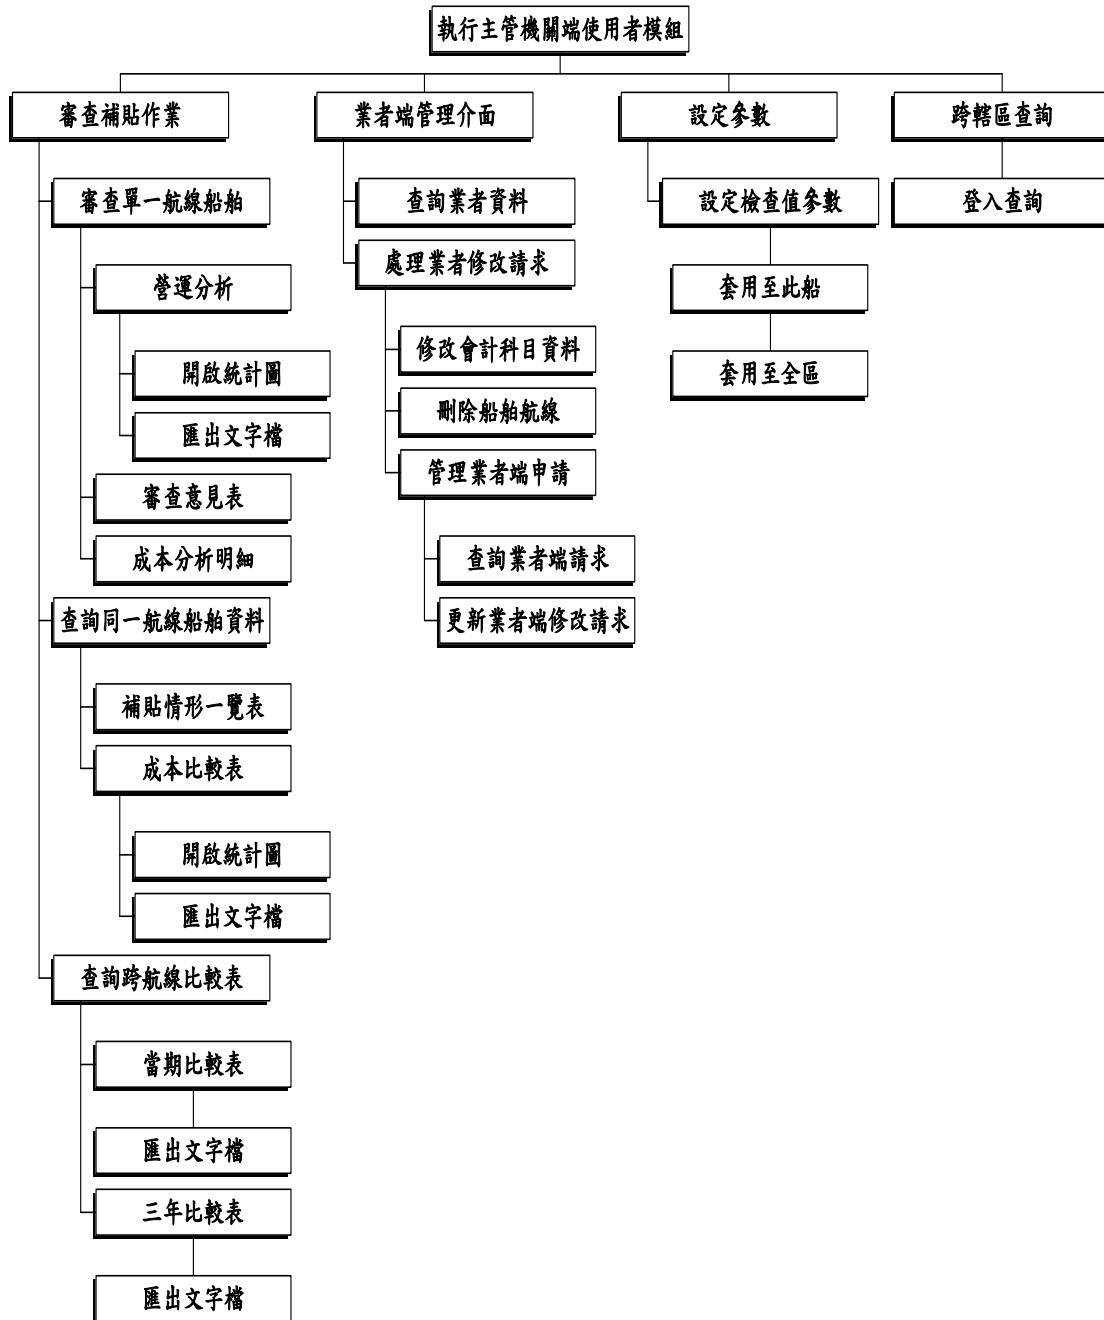 執行主管機關端使用者模組
審查補貼作業
審查單一航線船舶
營運分析
開啟統計圖
匯出文字檔
審查意見表
成本分析明細
查詢同一航線船舶資料
補貼情形一覽表
成本比較表
開啟統計圖
匯出文字檔
查詢跨航線比較表
當期比較表
匯出文字檔
三年比較表
匯出文字檔
業者端管理介面
查詢業者資料
處理業者修改請求
修改會計科目資料
刪除船舶航線
管理業者端申請
查詢業者端請求
更新業者端修改請求
設定參數
設定檢查值參數
套用至此船
套用至全區
跨轄區查詢
登入查詢